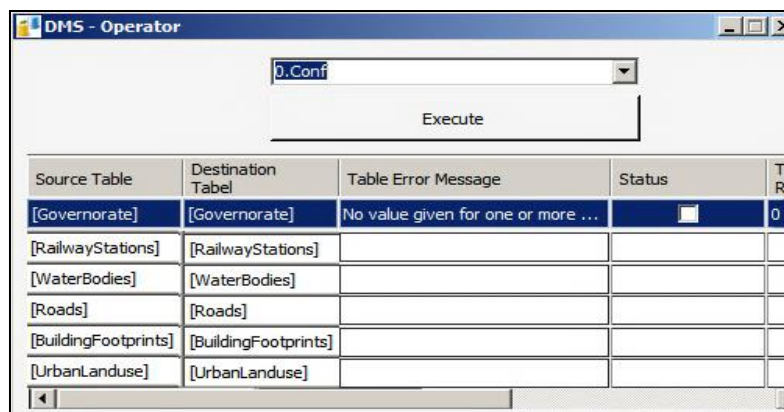 DMS - Operator
0.Conf
Execute
Source Table Destination Tabel Table Error Message Status T R
[Governorate] [Governorate] No value given for one or more ... 0
[RailwayStations] [RailwayStations]
[WaterBodies] [WaterBodies]
[Roads] [Roads]
[BuildingFootprints] [BuildingFootprints]
[UrbanLanduse] [UrbanLanduse]